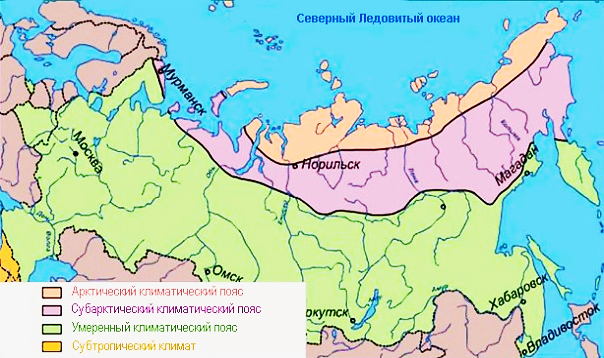 Северный Ледовитый океан
Мурманск
Москва
Норильск
Магадан
Омск
Хабаровск
ркутск
Владивосток
Арктический климатический пояс
Субарктический климатический пояс
Умеренный климатический пояс
Субтропический климат